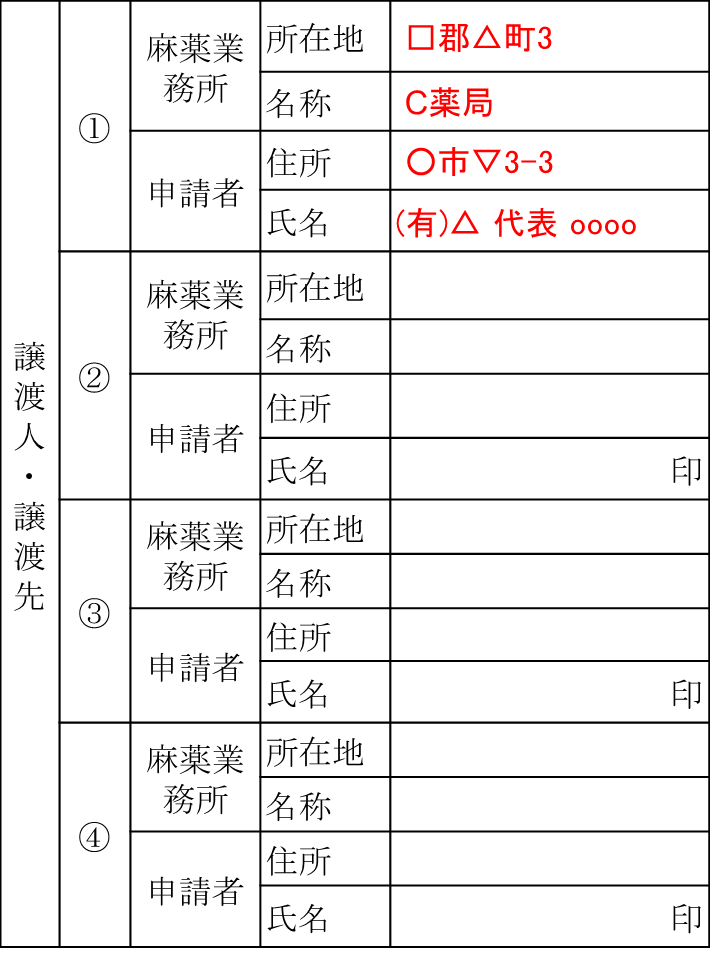 譲渡人・譲渡先
①
麻薬業
務所
所在地
□郡△町3
名称
C薬局
申請者
住所
〇市▽3-3
氏名
(有)△ 代表 oooo
②
麻薬業
務所
所在地
名称
申請者
住所
氏名
印
③
麻薬業
務所
所在地
名称
申請者
住所
氏名
印
④
麻薬業
務所
所在地
名称
申請者
住所
氏名
印